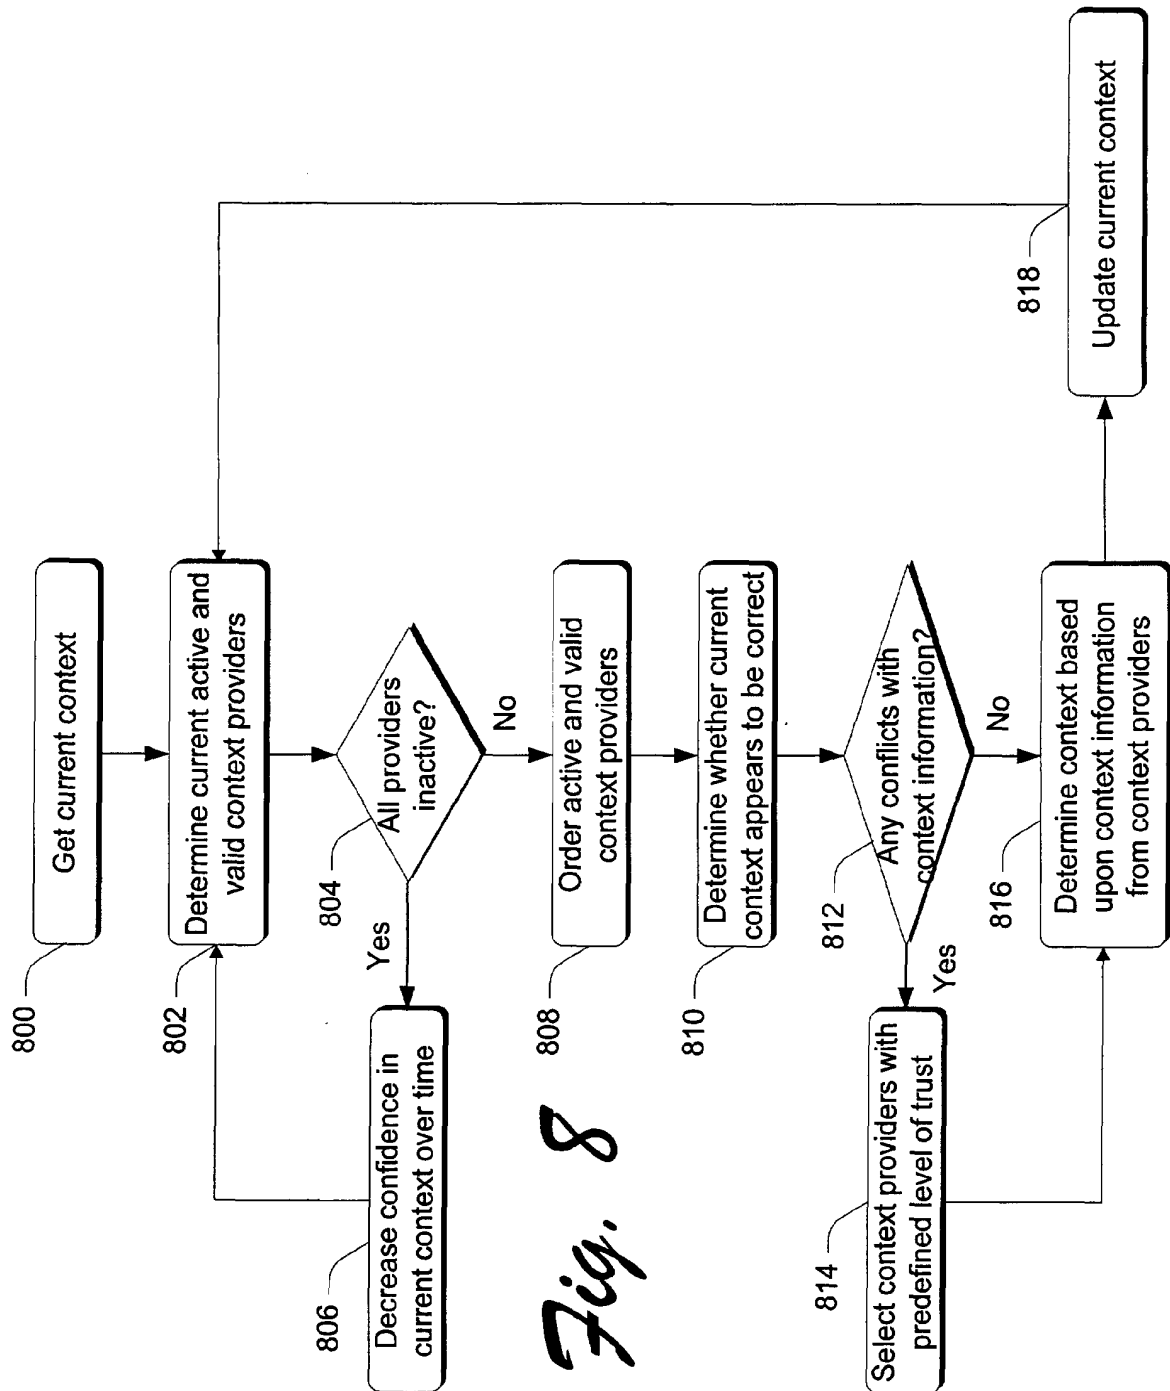 800
Get current context
802
Determine current active and
valid context providers
804
All providers
inactive?
Yes
No
806
Decrease confidence in
current context over time
808
Order active and valid
context providers
810
Determine whether current
context appears to be correct
812
Any conflicts with
context information?
Yes
No
814
Select context providers with
predefined level of trust
816
Determine context based
upon context information
from context providers
818
Update current context
Fig. 8